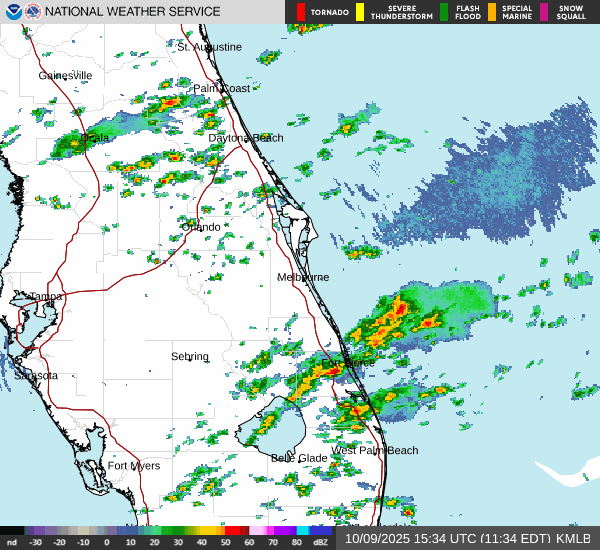 NATIONAL WEATHER SERVICE
TORNADO
SEVERE THUNDERSTORM
FLASH FLOOD
SPECIAL MARINE
SNOW SQUALL
St. Augustine
Gainesville
Palm Coast
Ocala
Daytona Beach
Orlando
Melbourne
Tampa
Sebring
Fort Pierce
Sarasota
West Palm Beach
Belle Glade
Fort Myers
nd -30 -20 -10 0 10 20 30 40 50 60 70 80 dBZ
10/09/2025 15:34 UTC (11:34 EDT) KMLB